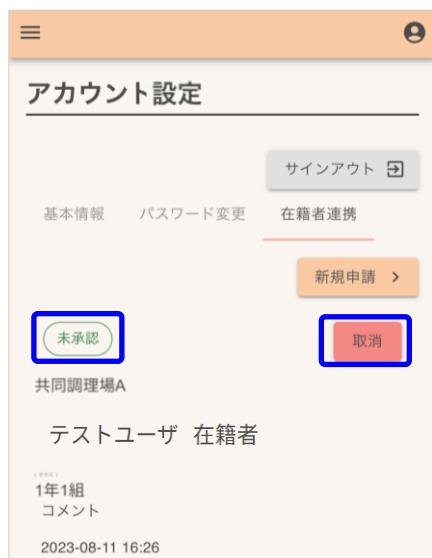 アカウント設定
サインアウト
基本情報 パスワード変更 在籍者連携
新規申請
未承認 取消
共同調理場A
テストユーザ 在籍者
1年1組
コメント
2023-08-11 16:26